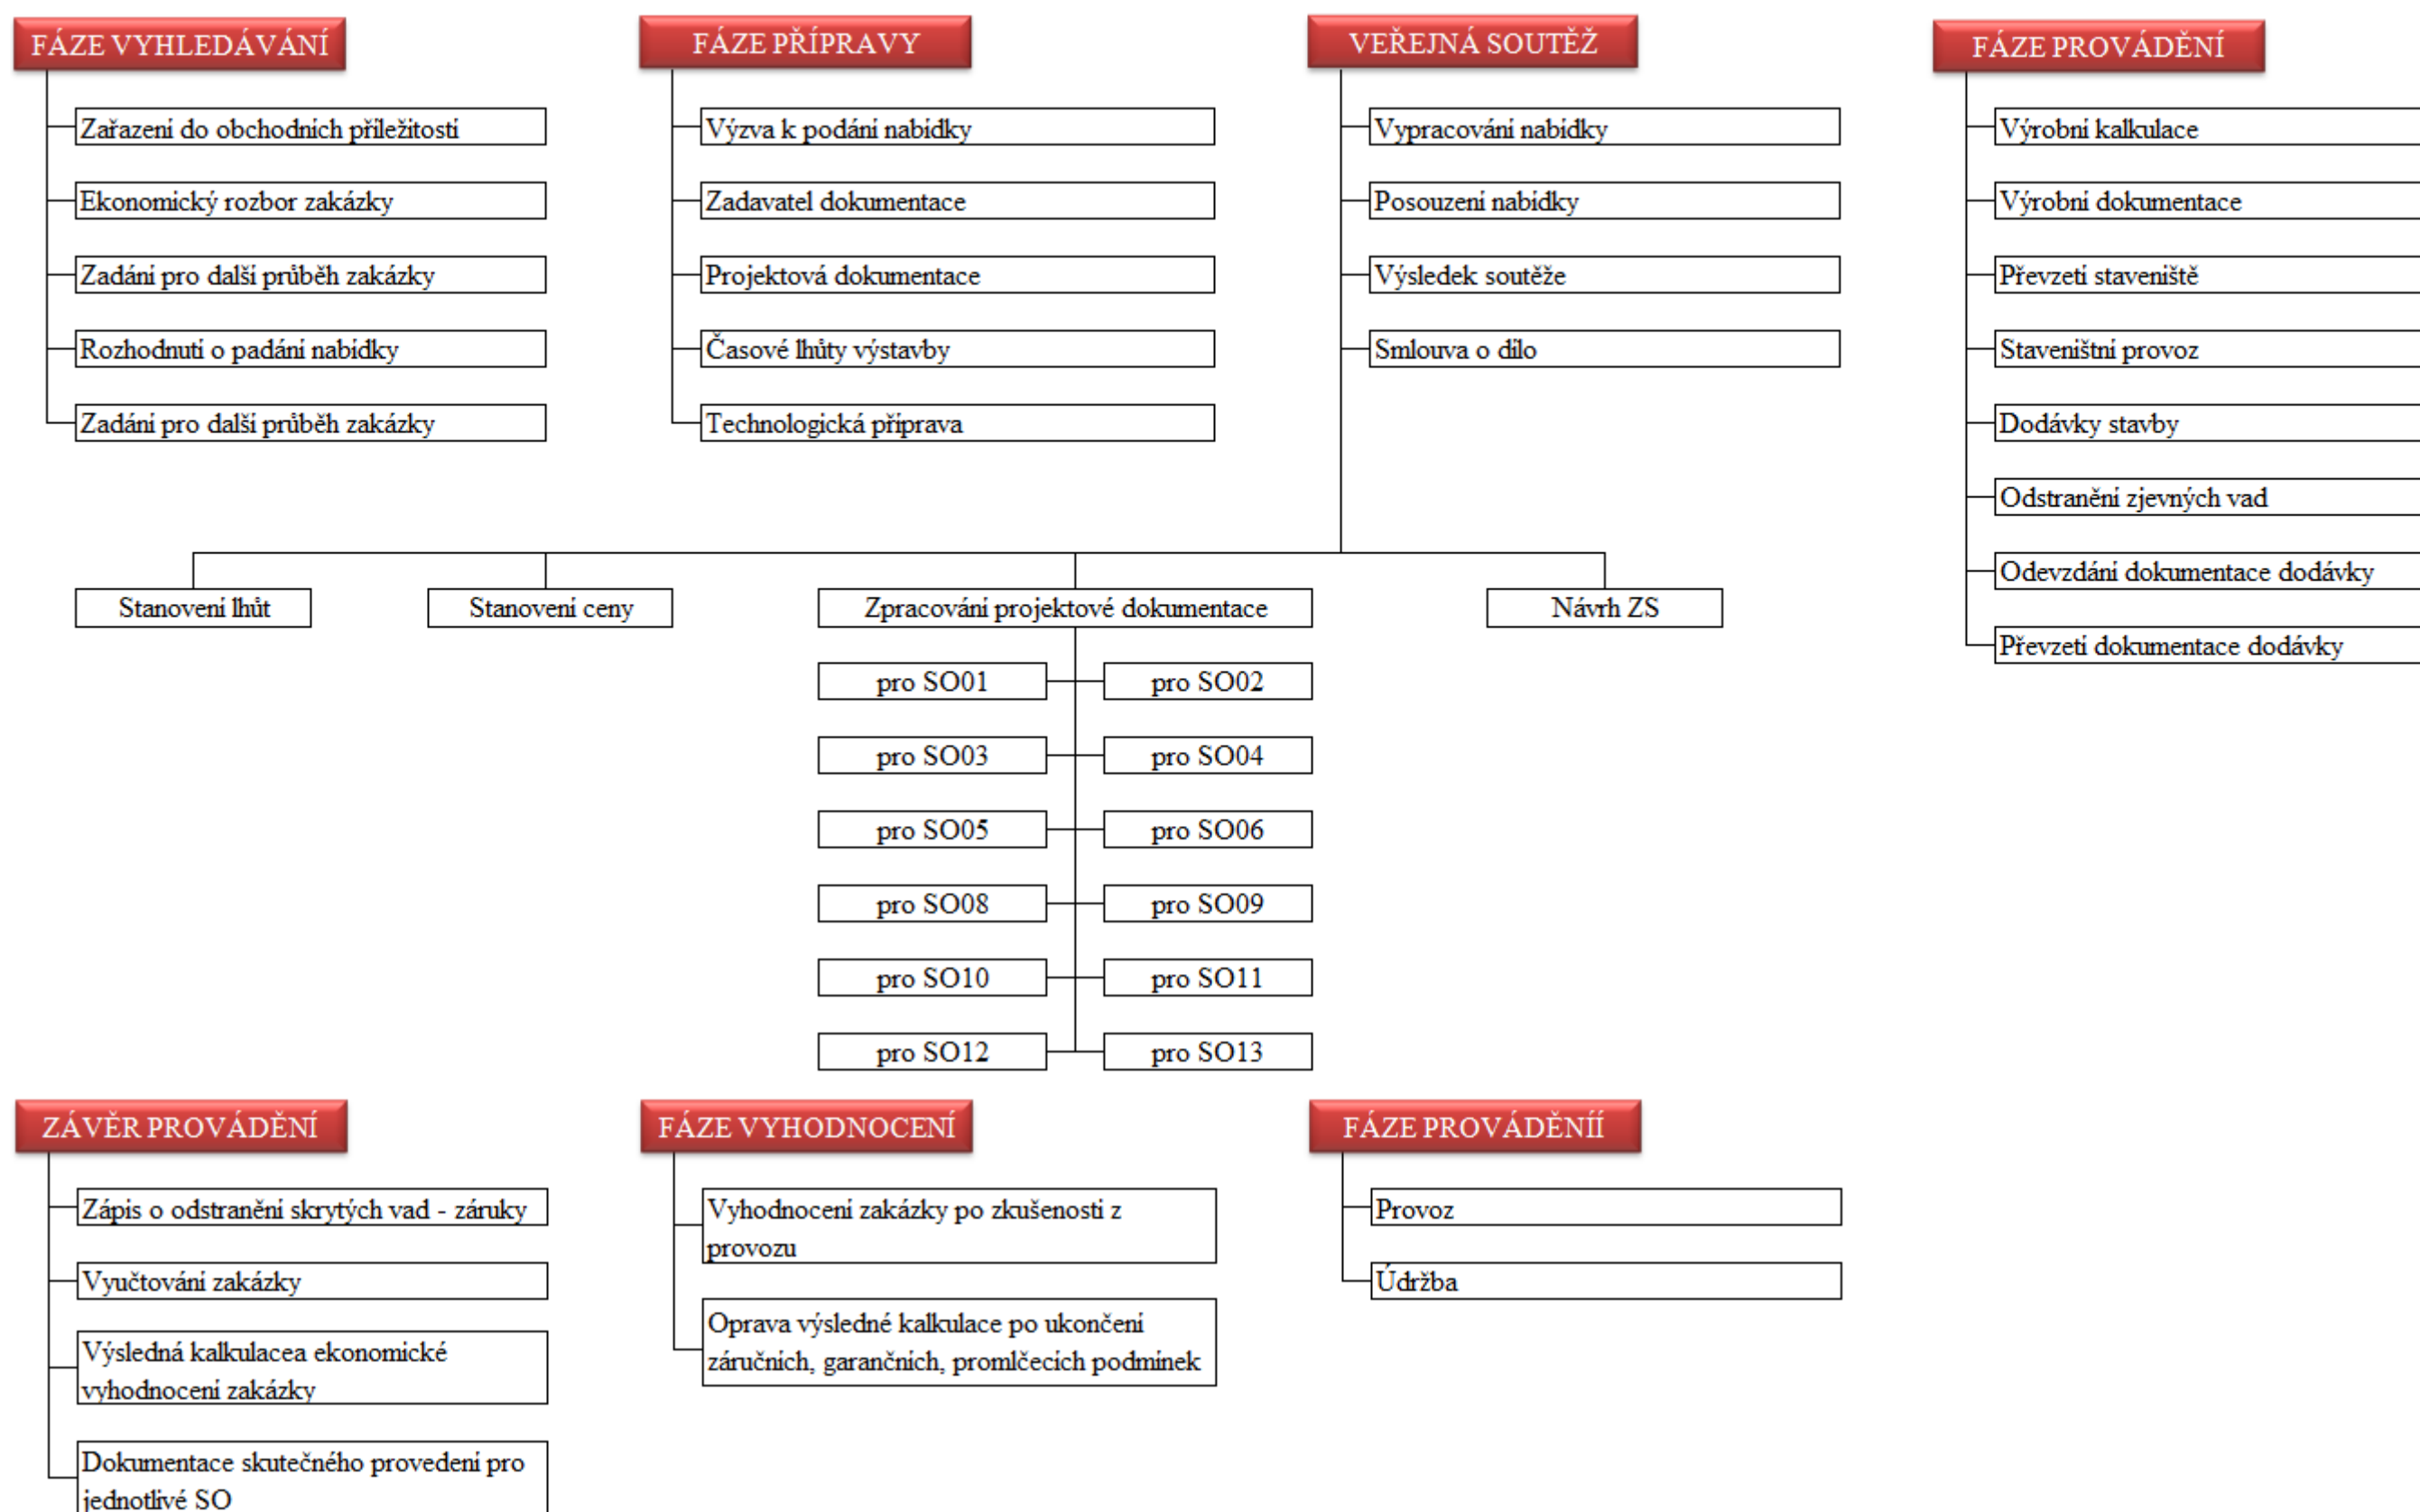 FÁZE VYHLEDÁVÁNÍ
Zařazení do obchodních příležitostí
Ekonomický rozbor zakázky
Zadání pro další průběh zakázky
Rozhodnutí o padání nabídky
Zadání pro další průběh zakázky
FÁZE PŘÍPRAVY
Výzva k podání nabídky
Zadavatel dokumentace
Projektová dokumentace
Časové lhůty výstavby
Technologická příprava
VEŘEJNÁ SOUTĚŽ
Vypracování nabídky
Posouzení nabídky
Výsledek soutěže
Smlouva o dílo
Stanovení lhůt
Stanovení ceny
Zpracování projektové dokumentace
Návrh ZS
pro SO01
pro SO02
pro SO03
pro SO04
pro SO05
pro SO06
pro SO08
pro SO09
pro SO10
pro SO11
pro SO12
pro SO13
FÁZE PROVÁDĚNÍ
Výrobní kalkulace
Výrobní dokumentace
Převzetí staveniště
Staveništní provoz
Dodávky stavby
Odstranění zjevných vad
Odevzdání dokumentace dodávky
Převzetí dokumentace dodávky
ZÁVĚR PROVÁDĚNÍ
Zápis o odstranění skrytých vad - záruky
Vyučtování zakázky
Výsledná kalkulacea ekonomické
vyhodnocení zakázky
Dokumentace skutečného provedení pro
jednotlivé SO
FÁZE VYHODNOCENÍ
Vyhodnocení zakázky po zkušenosti z
provozu
Oprava výsledné kalkulace po ukončení
záručních, garančních, promlčecích podmínek
FÁZE PROVÁDĚNÍÍ
Provoz
Údržba